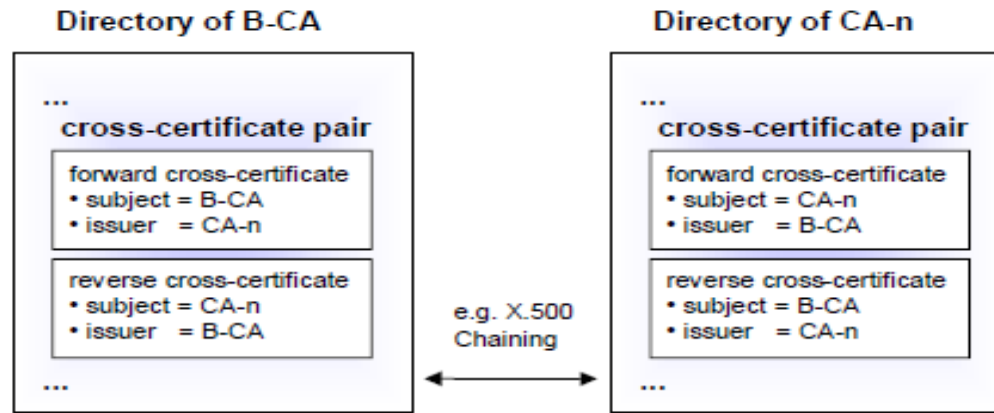 Directory of B-CA
...
cross-certificate pair
forward cross-certificate
• subject = B-CA
• issuer = CA-n
reverse cross-certificate
• subject = CA-n
• issuer = B-CA
...
e.g. X.500
Chaining
Directory of CA-n
...
cross-certificate pair
forward cross-certificate
• subject = CA-n
• issuer = B-CA
reverse cross-certificate
• subject = B-CA
• issuer = CA-n
...